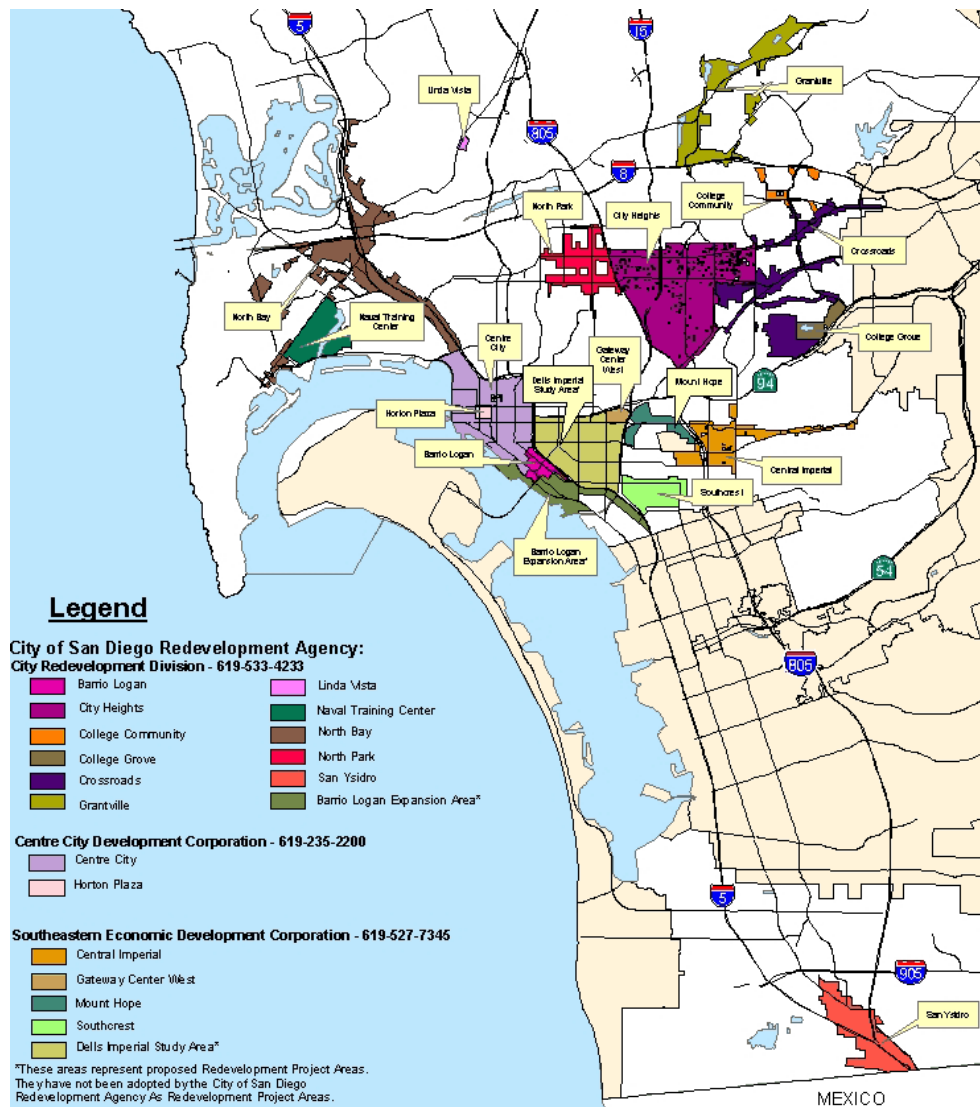 5
15
Linda Vista
Grantville
805
8
College
Community
North Park
City Heights
Crossroads
North Bay
Naval Training
Center
Centre
City
Gateway
Center
West
College Grove
Dells Imperial
Study Area*
Mount Hope
94
Horton Plaza
Barrio Logan
Central Imperial
Southcrest
Barrio Logan
Expansion Area*
54
805
5
905
San Ysidro
MEXICO
Legend
City of San Diego Redevelopment Agency:
City Redevelopment Division - 619-533-4233
Barrio Logan
City Heights
College Community
College Grove
Crossroads
Grantville
Linda Vista
Naval Training Center
North Bay
North Park
San Ysidro
Barrio Logan Expansion Area*
Centre City Development Corporation - 619-235-2200
Centre City
Horton Plaza
Southeastern Economic Development Corporation - 619-527-7345
Central Imperial
Gateway Center West
Mount Hope
Southcrest
Dells Imperial Study Area*
*These areas represent proposed Redevelopment Project Areas.
They have not been adopted by the City of San Diego
Redevelopment Agency As Redevelopment Project Areas.